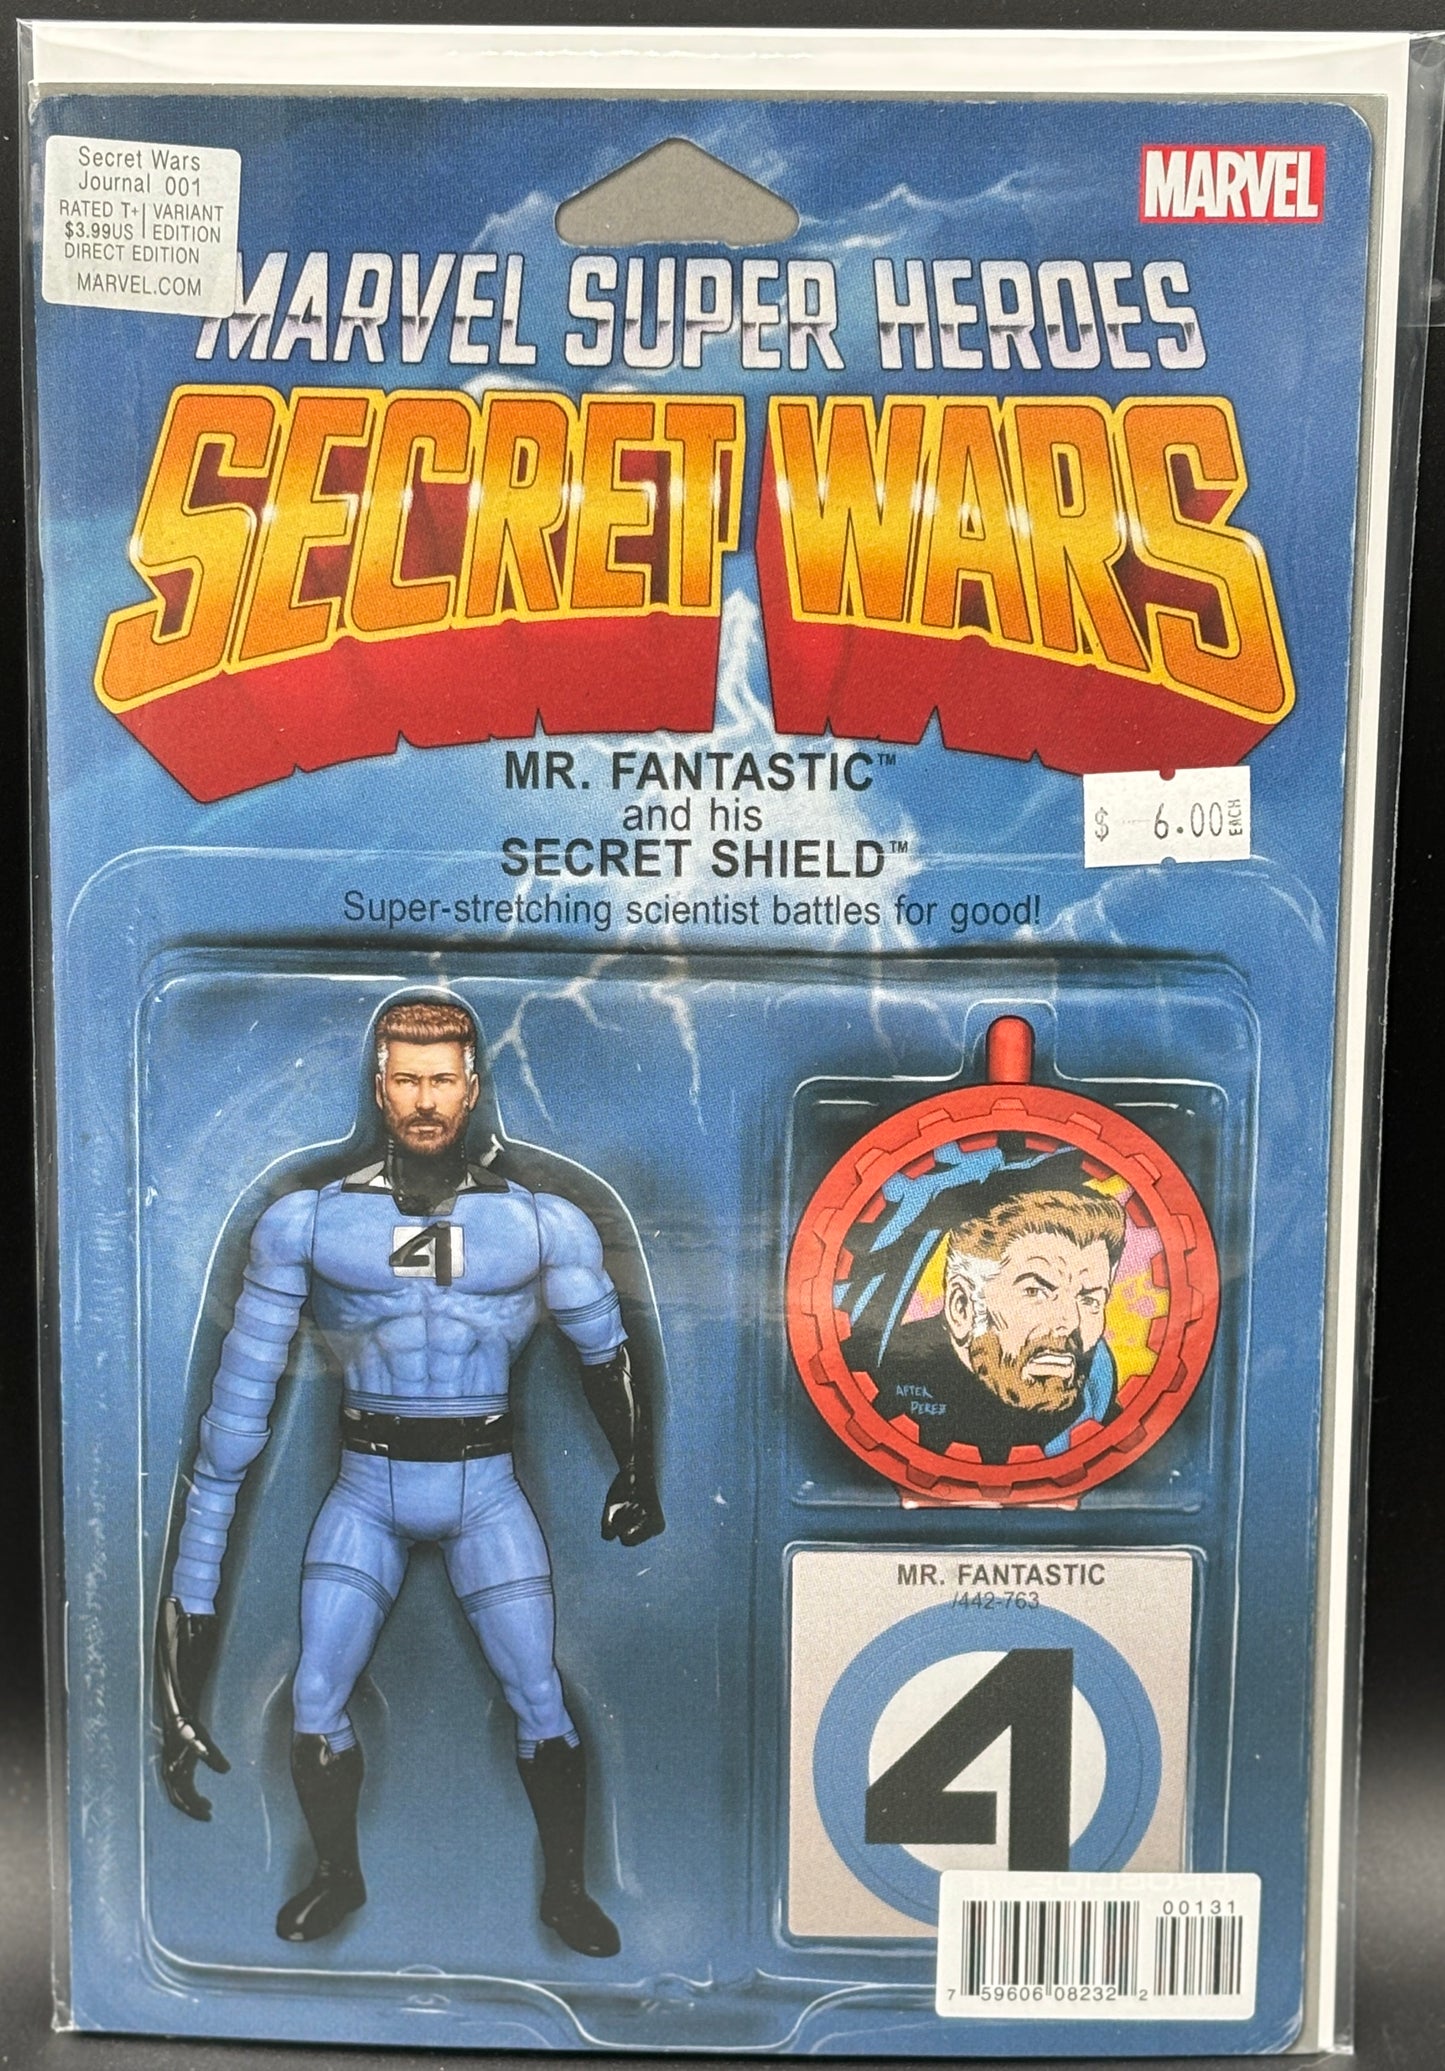 Secret Wars
Journal 001
RATED T+ | VARIANT
$3.99US | EDITION
DIRECT EDITION
MARVEL.COM
MARVEL
MARVEL SUPER HEROES
SECRET WARS
MR. FANTASTIC™
and his
SECRET SHIELD™
Super-stretching scientist battles for good!
$ 6.00 EACH
4
AFTER
PEREZ
MR. FANTASTIC
/442-763
4
00131
7 59606 08232 2